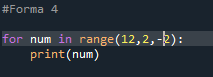 #Forma 4
for num in range(12,2,-2):
print(num)